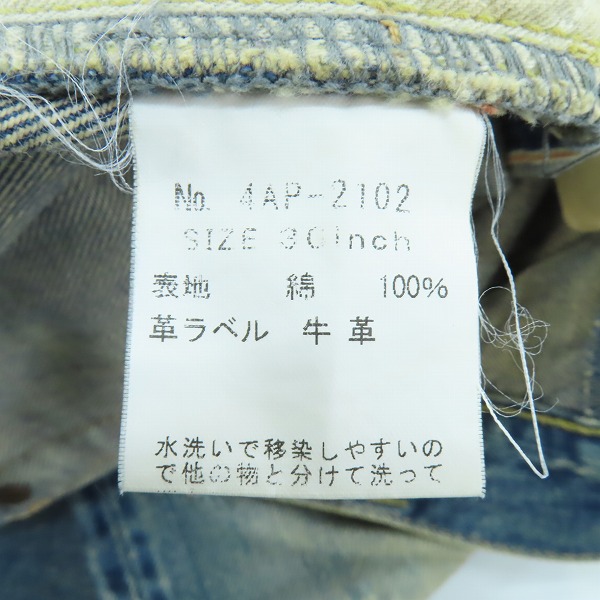 No. 4AP-2102
SIZE 30inch
表地 綿 100%
革ラベル 牛革
水洗いで移染しやすいの
で他の物と分けて洗って